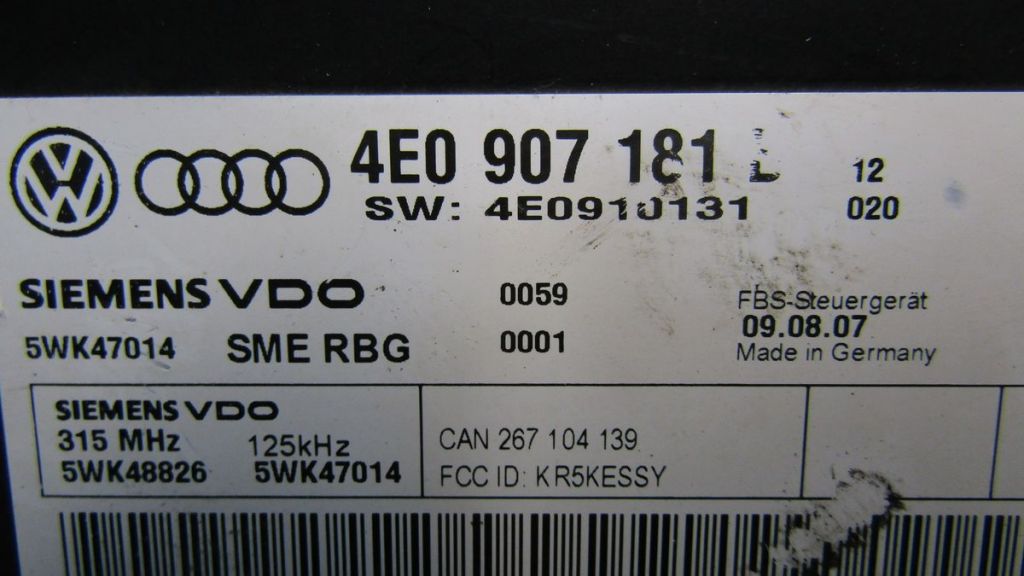 4E0 907 181 L 12
SW: 4E0910131 020
SIEMENS VDO 0059 FBS-Steuergerät
09.08.07
5WK47014 SME RBG 0001 Made in Germany
SIEMENS VDO
315 MHz 125kHz CAN 267 104 139
5WK48826 5WK47014 FCC ID: KR5KESSY